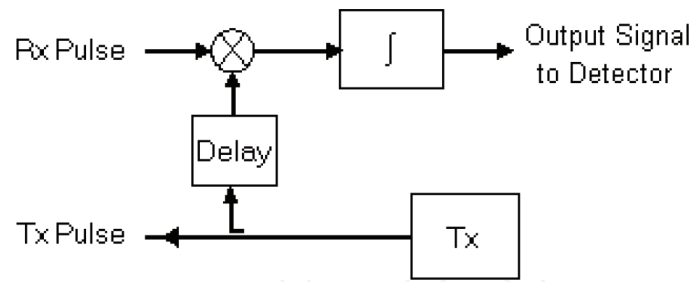 Rx Pulse
∫
Output Signal
to Detector
Delay
Tx Pulse
Tx